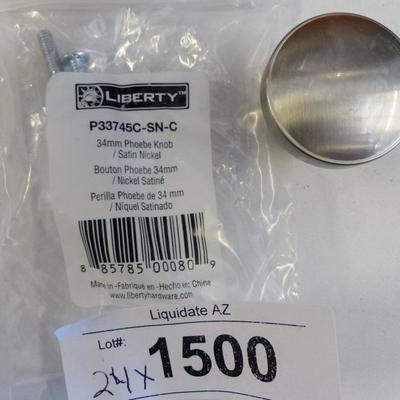 LIBERTY™
P33745C-SN-C
34mm Phoebe Knob
/ Satin Nickel
Bouton Phoebe 34mm
/ Nickel Satiné
Perilla Phoebe de 34 mm
/ Níquel Satinado
8 85785 00080 9
Made in -Fabriqué en -Hecho en: China
www.libertyhardware.com
Liquidate AZ
Lot#:
1500
24x